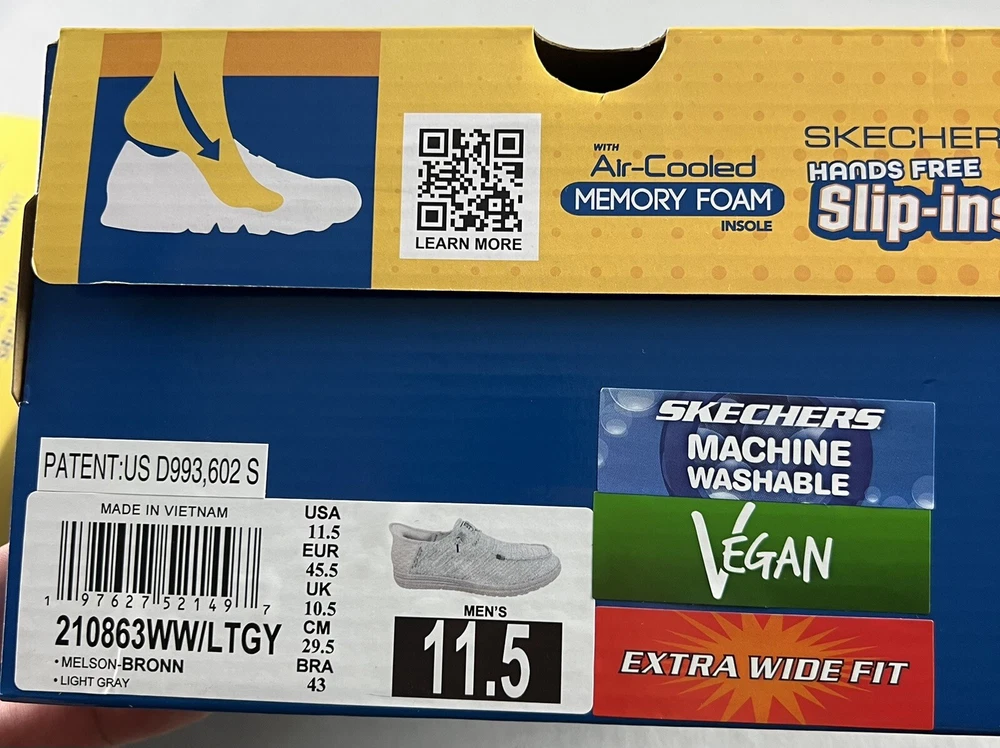 WITH
Air-Cooled
MEMORY FOAM
INSOLE
LEARN MORE
SKECHER
HANDS FREE
Slip-ins
PATENT:US D993,602 S
MADE IN VIETNAM
1 97627 52149 7
210863WW/LTGY
• MELSON-BRONN
• LIGHT GRAY
USA
11.5
EUR
45.5
UK
10.5
CM
29.5
BRA
43
MEN'S
11.5
SKECHERS
MACHINE
WASHABLE
VEGAN
EXTRA WIDE FIT